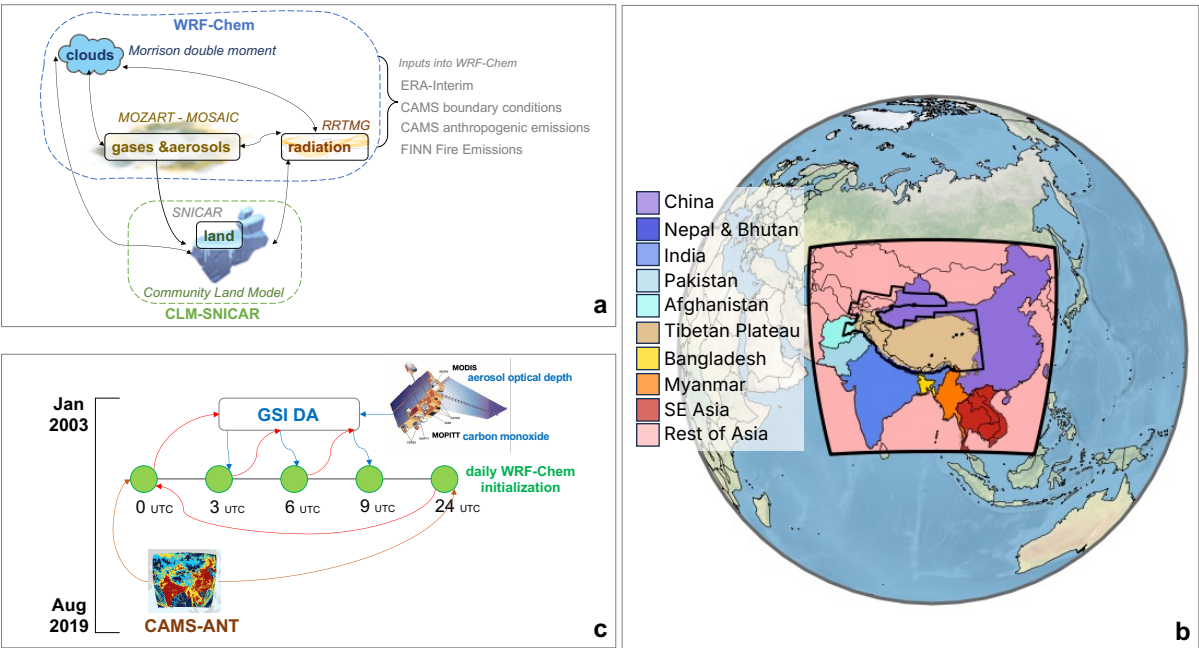 WRF-Chem
clouds
Morrison double moment
Inputs into WRF-Chem
ERA-Interim
CAMS boundary conditions
CAMS anthropogenic emissions
FINN Fire Emissions
MOZART - MOSAIC
RRTMG
gases &aerosols
radiation
SNICAR
land
Community Land Model
CLM-SNICAR
a
China
Nepal & Bhutan
India
Pakistan
Afghanistan
Tibetan Plateau
Bangladesh
Myanmar
SE Asia
Rest of Asia
b
Jan
2003
GSI DA
MODIS
aerosol optical depth
MOPITT
carbon monoxide
daily WRF-Chem
initialization
0 UTC
3 UTC
6 UTC
9 UTC
24 UTC
Aug
2019
CAMS-ANT
c